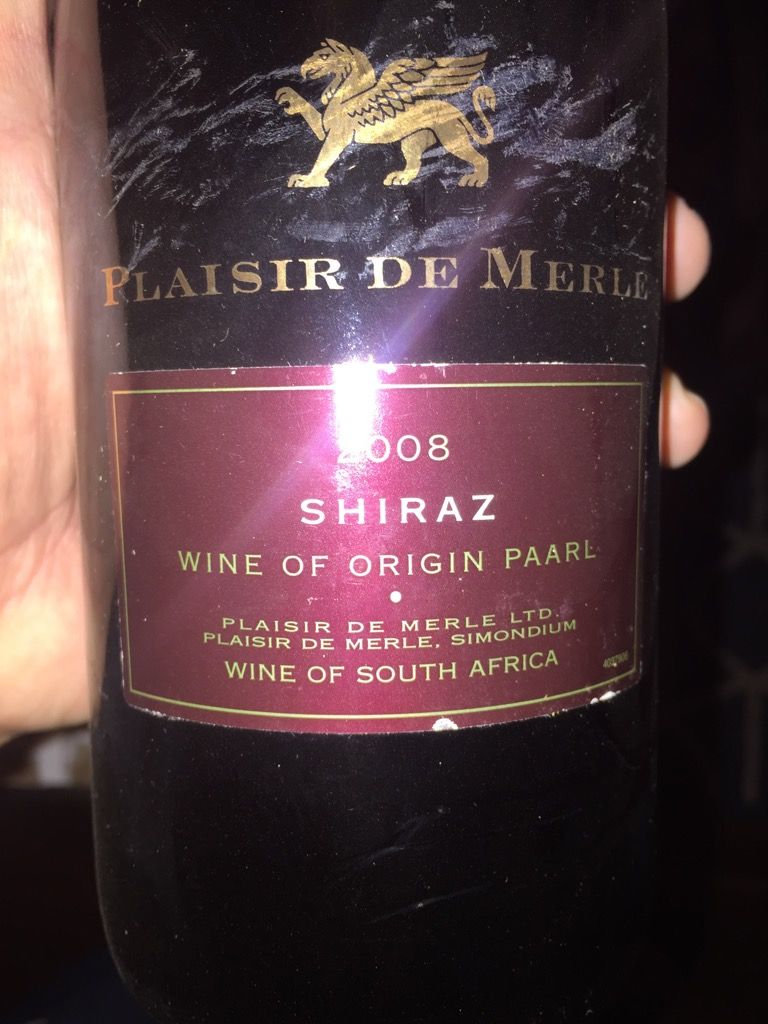 PLAISIR DE MERLE
2008
SHIRAZ
WINE OF ORIGIN PAARL
PLAISIR DE MERLE LTD.
PLAISIR DE MERLE, SIMONDIUM
WINE OF SOUTH AFRICA